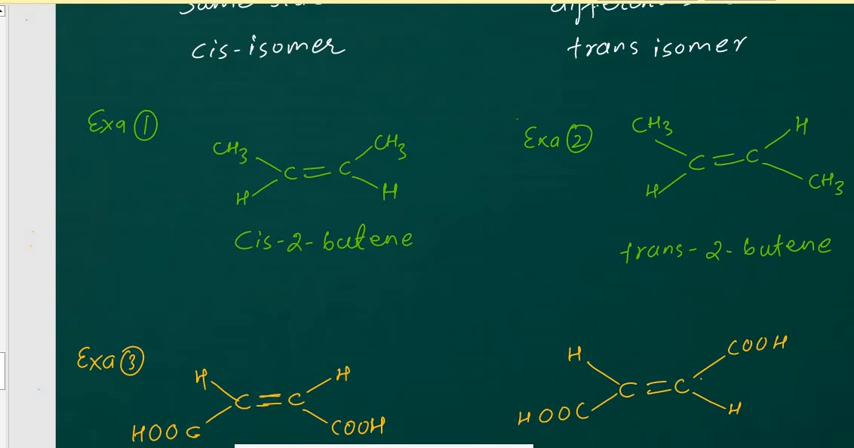 cis-isomer
trans isomer
Exa ①
CH3 CH3
C = C
H H
Cis-2-butene
Exa ②
CH3 H
C = C
H CH3
trans-2-butene
Exa ③
H H
C = C
HOOC COOH
H COOH
C = C
HOOC H